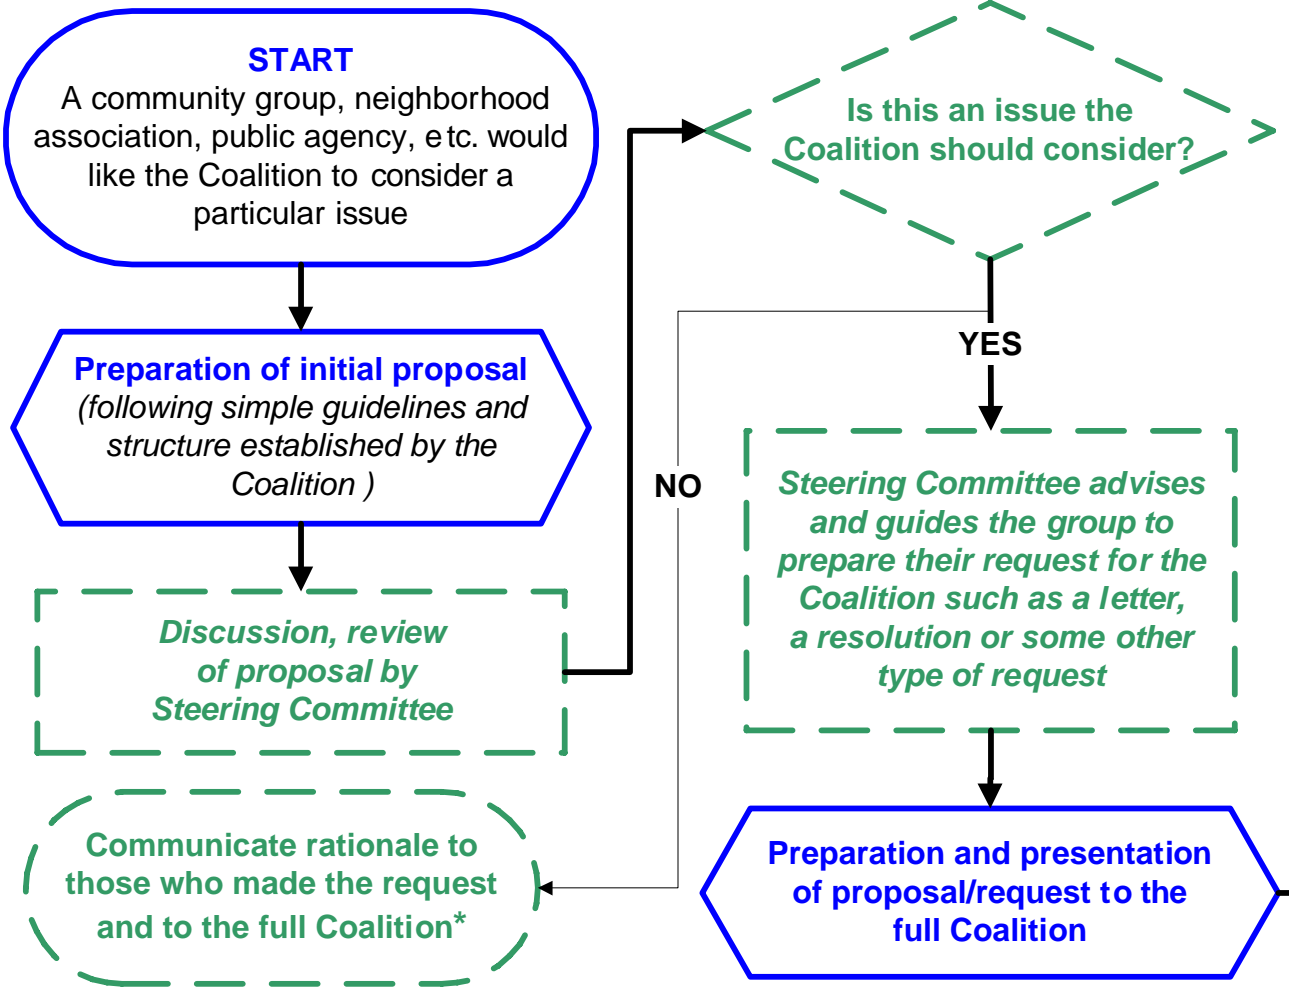 START
A community group, neighborhood
association, public agency, etc. would
like the Coalition to consider a
particular issue
Preparation of initial proposal
(following simple guidelines and
structure established by the
Coalition )
Discussion, review
of proposal by
Steering Committee
Is this an issue the
Coalition should consider?
YES
NO
Steering Committee advises
and guides the group to
prepare their request for the
Coalition such as a letter,
a resolution or some other
type of request
Communicate rationale to
those who made the request
and to the full Coalition*
Preparation and presentation
of proposal/request to the
full Coalition